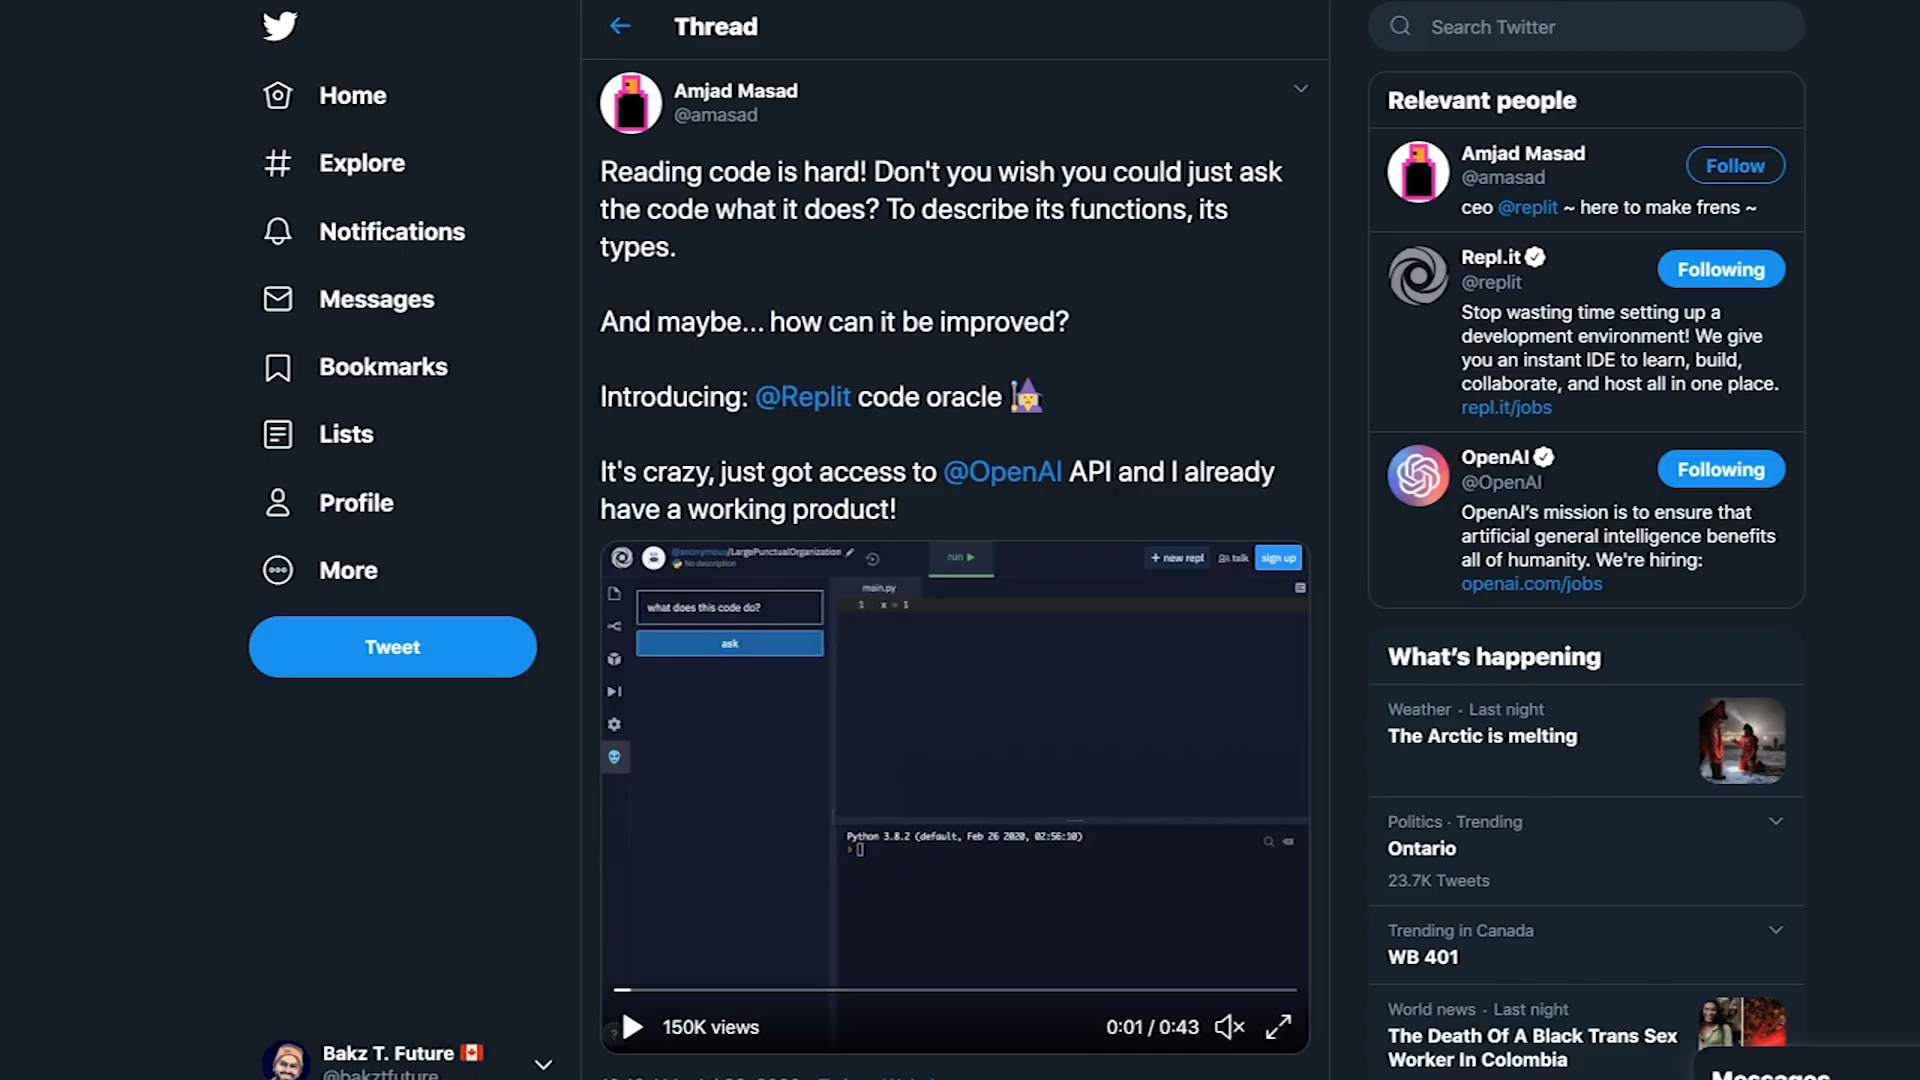 Home
Explore
Notifications
Messages
Bookmarks
Lists
Profile
More
Tweet
Bakz T. Future
@bakztfuture
Thread
Amjad Masad
@amasad
Reading code is hard! Don't you wish you could just ask
the code what it does? To describe its functions, its
types.
And maybe... how can it be improved?
Introducing: @Replit code oracle
It's crazy, just got access to @OpenAI API and I already
have a working product!
@anonymous/LargePunctualOrganization
No description
run
+ new repl
talk
sign up
what does this code do?
ask
main.py
1 x = 1
Python 3.8.2 (default, Feb 26 2020, 02:56:10)
150K views
0:01 / 0:43
Search Twitter
Relevant people
Amjad Masad
Follow
@amasad
ceo @replit ~ here to make frens ~
Repl.it
Following
@replit
Stop wasting time setting up a
development environment! We give
you an instant IDE to learn, build,
collaborate, and host all in one place.
repl.it/jobs
OpenAI
Following
@OpenAI
OpenAI's mission is to ensure that
artificial general intelligence benefits
all of humanity. We're hiring:
openai.com/jobs
What's happening
Weather · Last night
The Arctic is melting
Politics · Trending
Ontario
23.7K Tweets
Trending in Canada
WB 401
World news · Last night
The Death Of A Black Trans Sex
Worker In Colombia
Messages